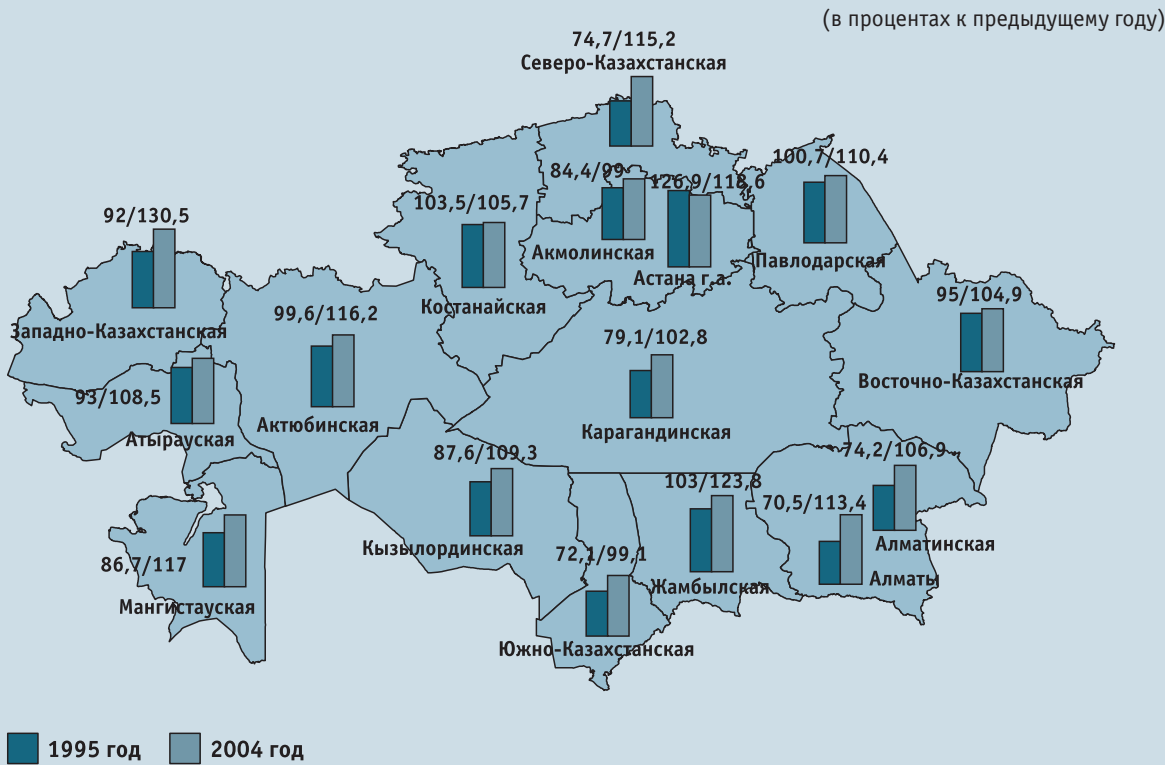 (в процентах к предыдущему году)
74,7/115,2
Северо-Казахстанская
84,4/99
Акмолинская
126,9/118,6
Астана г.а.
100,7/110,4
Павлодарская
103,5/105,7
Костанайская
92/130,5
Западно-Казахстанская
99,6/116,2
Актюбинская
93/108,5
Атырауская
79,1/102,8
Карагандинская
95/104,9
Восточно-Казахстанская
87,6/109,3
Кызылординская
103/123,8
Жамбылская
74,2/106,9
Алматинская
70,5/113,4
Алматы
86,7/117
Мангистауская
72,1/99,1
Южно-Казахстанская
1995 год
2004 год